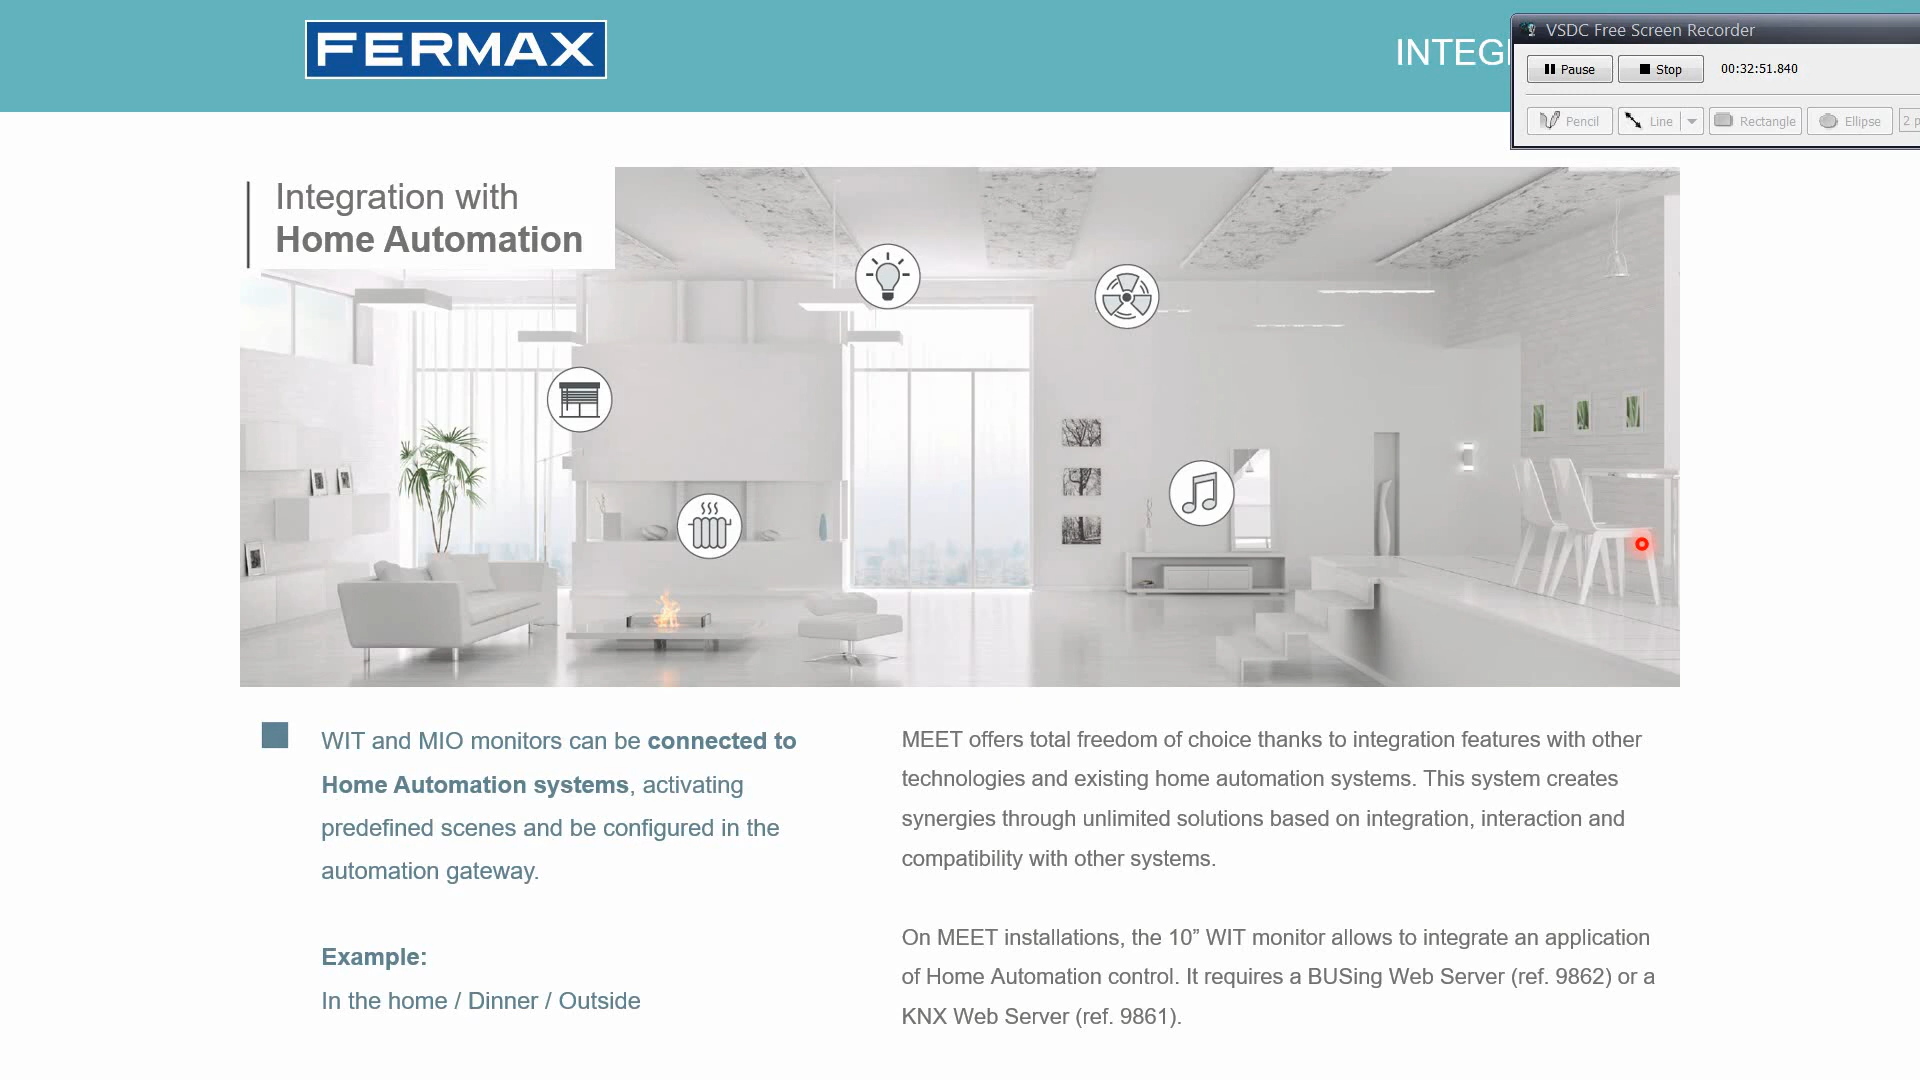 FERMAX
INTEG
VSDC Free Screen Recorder
Pause
Stop
00:32:51.840
Pencil
Line
Rectangle
Ellipse
2 p
Integration with
Home Automation
WIT and MIO monitors can be connected to
Home Automation systems, activating
predefined scenes and be configured in the
automation gateway.
Example:
In the home / Dinner / Outside
MEET offers total freedom of choice thanks to integration features with other
technologies and existing home automation systems. This system creates
synergies through unlimited solutions based on integration, interaction and
compatibility with other systems.
On MEET installations, the 10” WIT monitor allows to integrate an application
of Home Automation control. It requires a BUSing Web Server (ref. 9862) or a
KNX Web Server (ref. 9861).